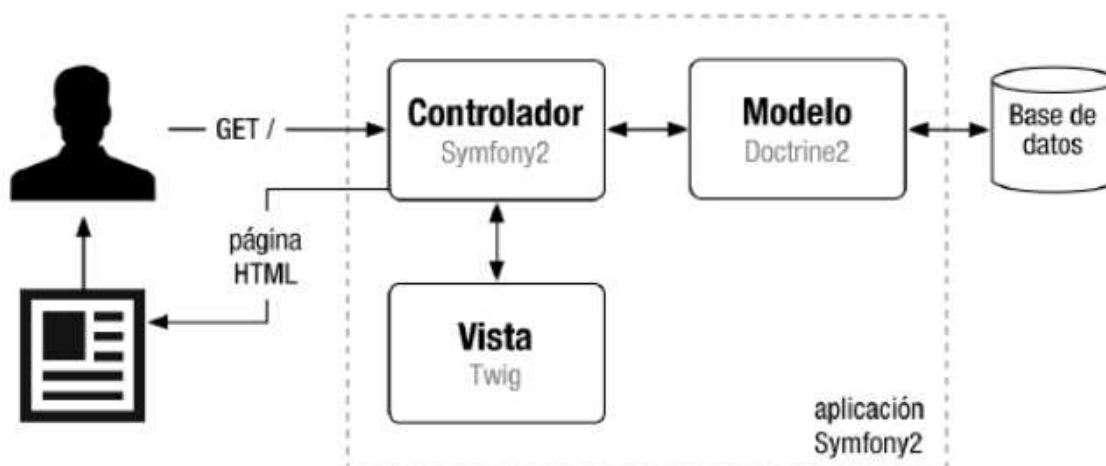 GET /
Controlador
Symfony2
Modelo
Doctrine2
Base de
datos
página
HTML
Vista
Twig
aplicación
Symfony2